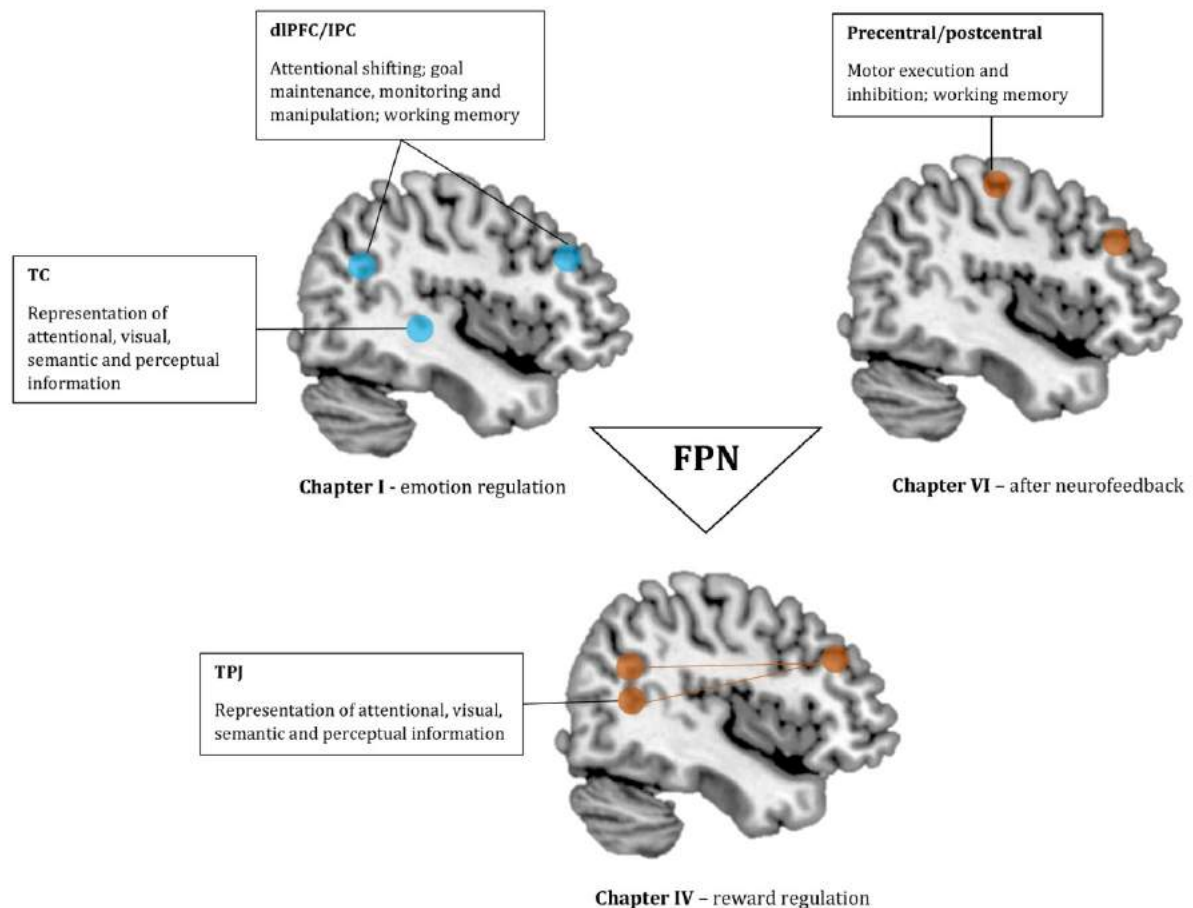 dlPFC/IPC
Attentional shifting; goal
maintenance, monitoring and
manipulation; working memory
Precentral/postcentral
Motor execution and
inhibition; working memory
TC
Representation of
attentional, visual,
semantic and perceptual
information
Chapter I - emotion regulation
FPN
Chapter VI – after neurofeedback
TPJ
Representation of attentional, visual,
semantic and perceptual information
Chapter IV – reward regulation